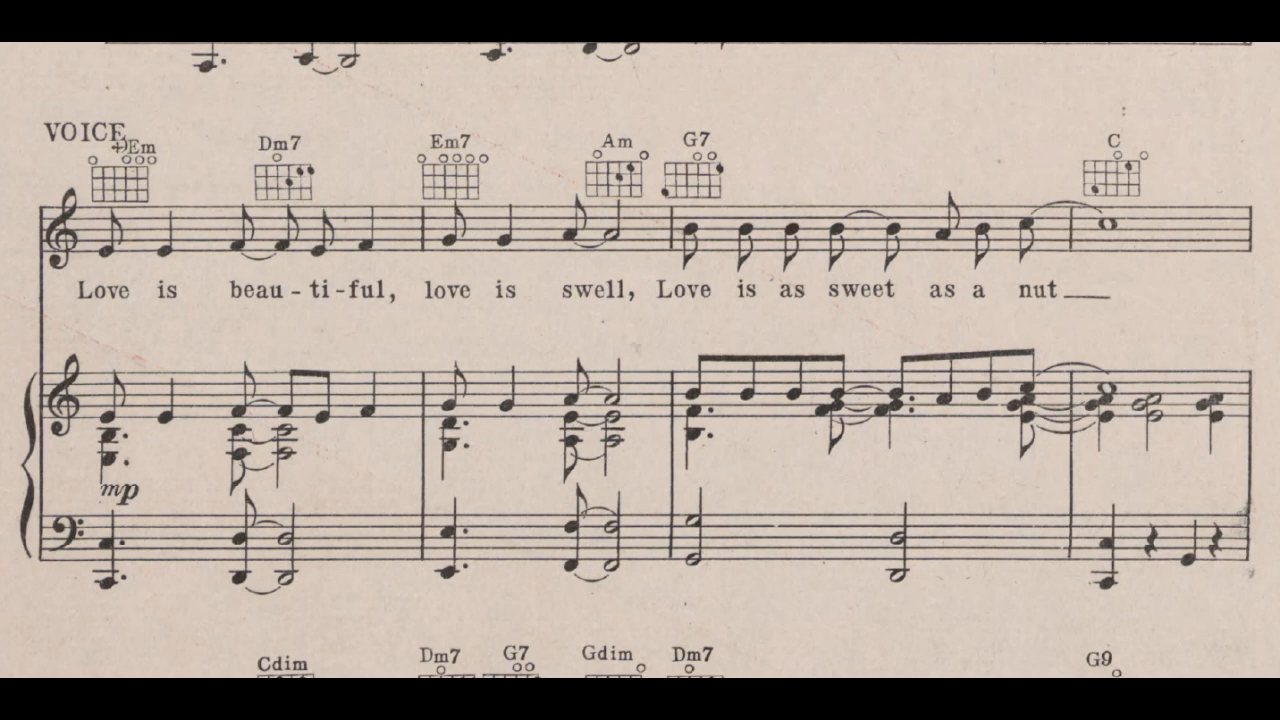 VOICE
Em Dm7 Em7 Am G7 C
Love is beau - ti - ful, love is swell, Love is as sweet as a nut
mp
Cdim Dm7 G7 Gdim Dm7 G9